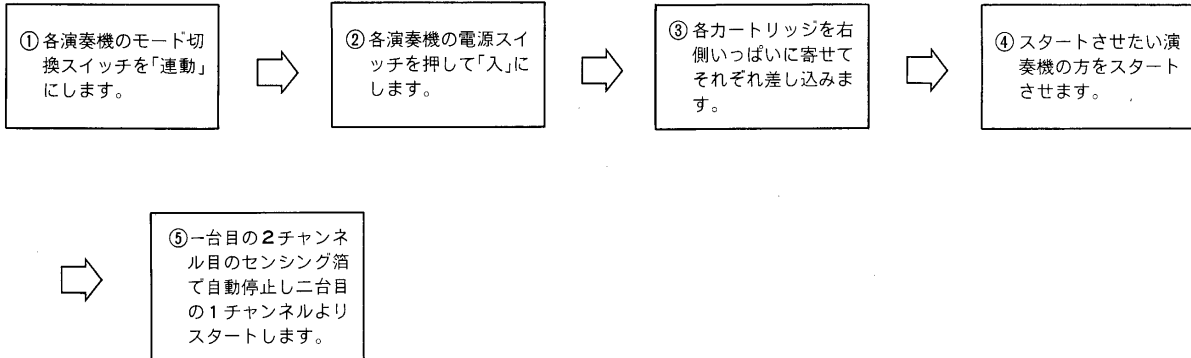 ①各演奏機のモード切
換スイッチを「連動」
にします。
②各演奏機の電源スイ
ッチを押して「入」に
します。
③各カートリッジを右
側いっぱいに寄せて
それぞれ差し込みま
す。
④スタートさせたい演
奏機の方をスタート
させます。
⑤一台目の2チャンネ
ル目のセンシング箔
で自動停止し二台目
の1チャンネルより
スタートします。